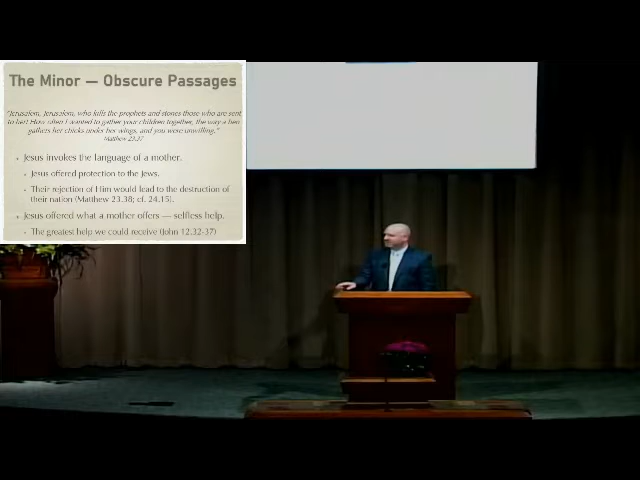 The Minor — Obscure Passages
"Jerusalem, Jerusalem, who kills the prophets and stones those who are sent
to her! How often I wanted to gather your children together, the way a hen
gathers her chicks under her wings, and you were unwilling."
Matthew 23.37
• Jesus invokes the language of a mother.
• Jesus offered protection to the Jews.
• Their rejection of Him would lead to the destruction of
their nation (Matthew 23.38; cf. 24.15).
• Jesus offered what a mother offers — selfless help.
• The greatest help we could receive (John 12.32-37)